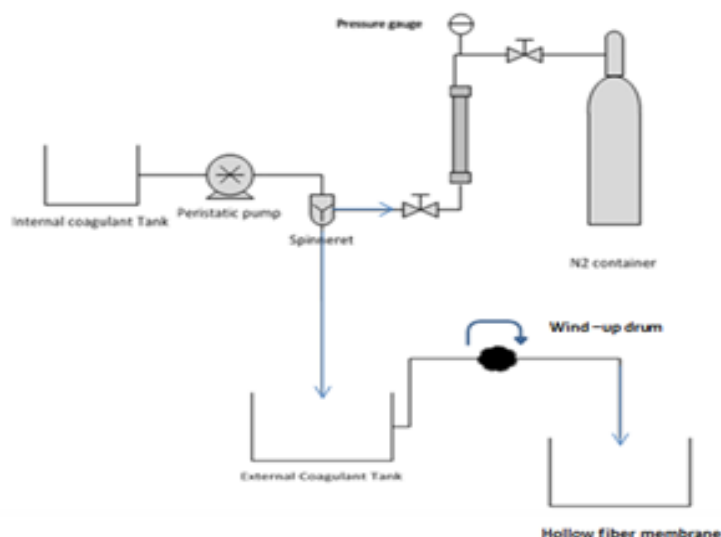 Pressure gauge
Internal coagulant Tank
Peristatic pump
Spinneret
N2 container
Wind –up drum
External Coagulant Tank
Hollow fiber membrane